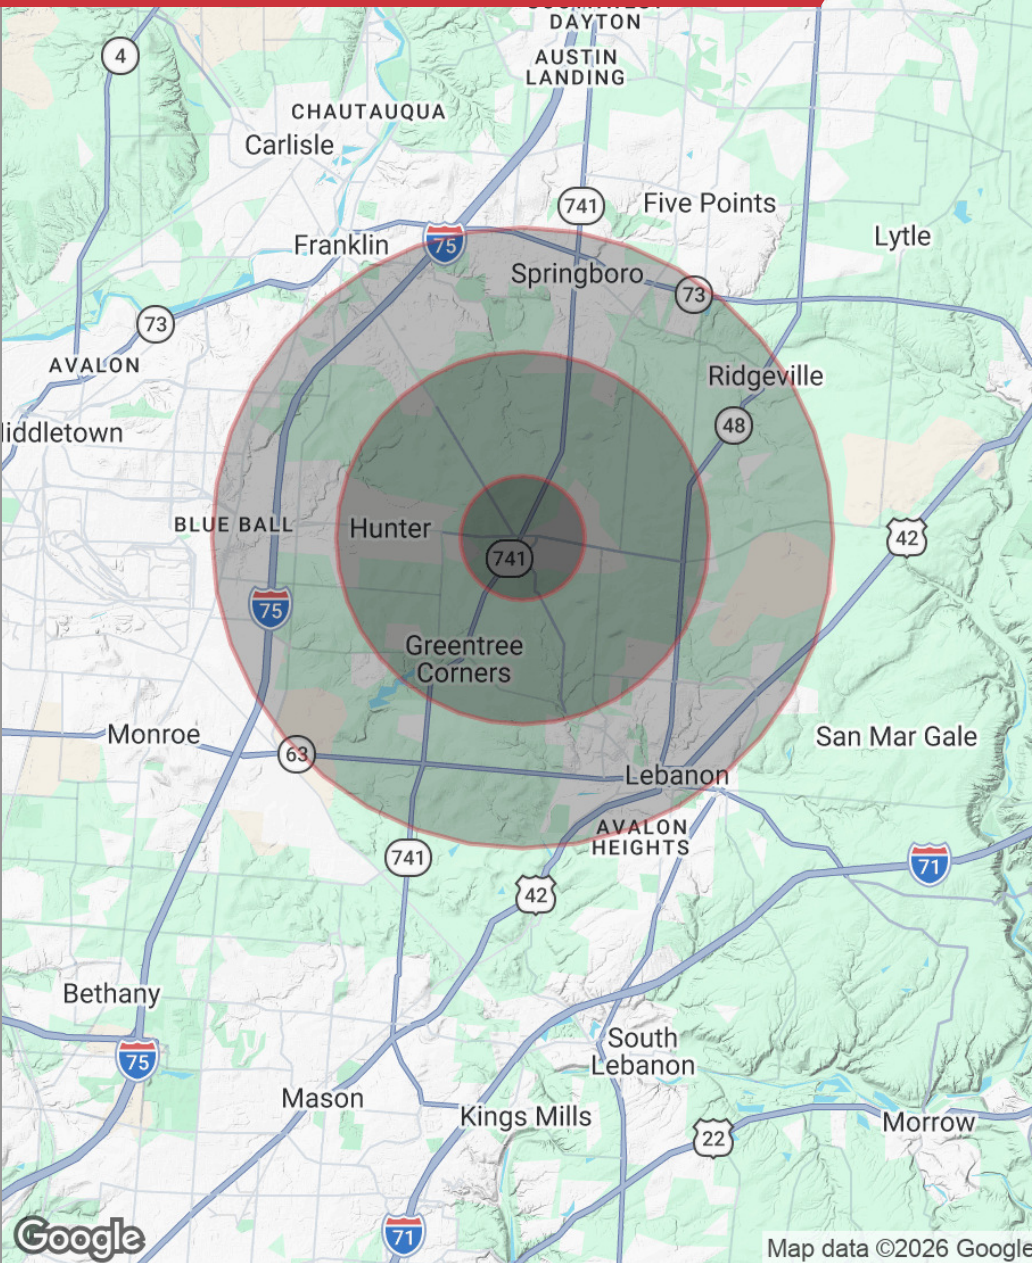 DAYTON
AUSTIN
LANDING
4
CHAUTAUQUA
Carlisle
741
Five Points
Franklin
75
Lytle
Springboro
73
73
AVALON
Ridgeville
48
BLUE BALL
Hunter
42
741
75
Greentree
Corners
Monroe
63
San Mar Gale
Lebanon
AVALON
HEIGHTS
741
71
42
Bethany
75
South
Lebanon
Mason
Kings Mills
22
Morrow
71
Google
Map data ©2026 Google